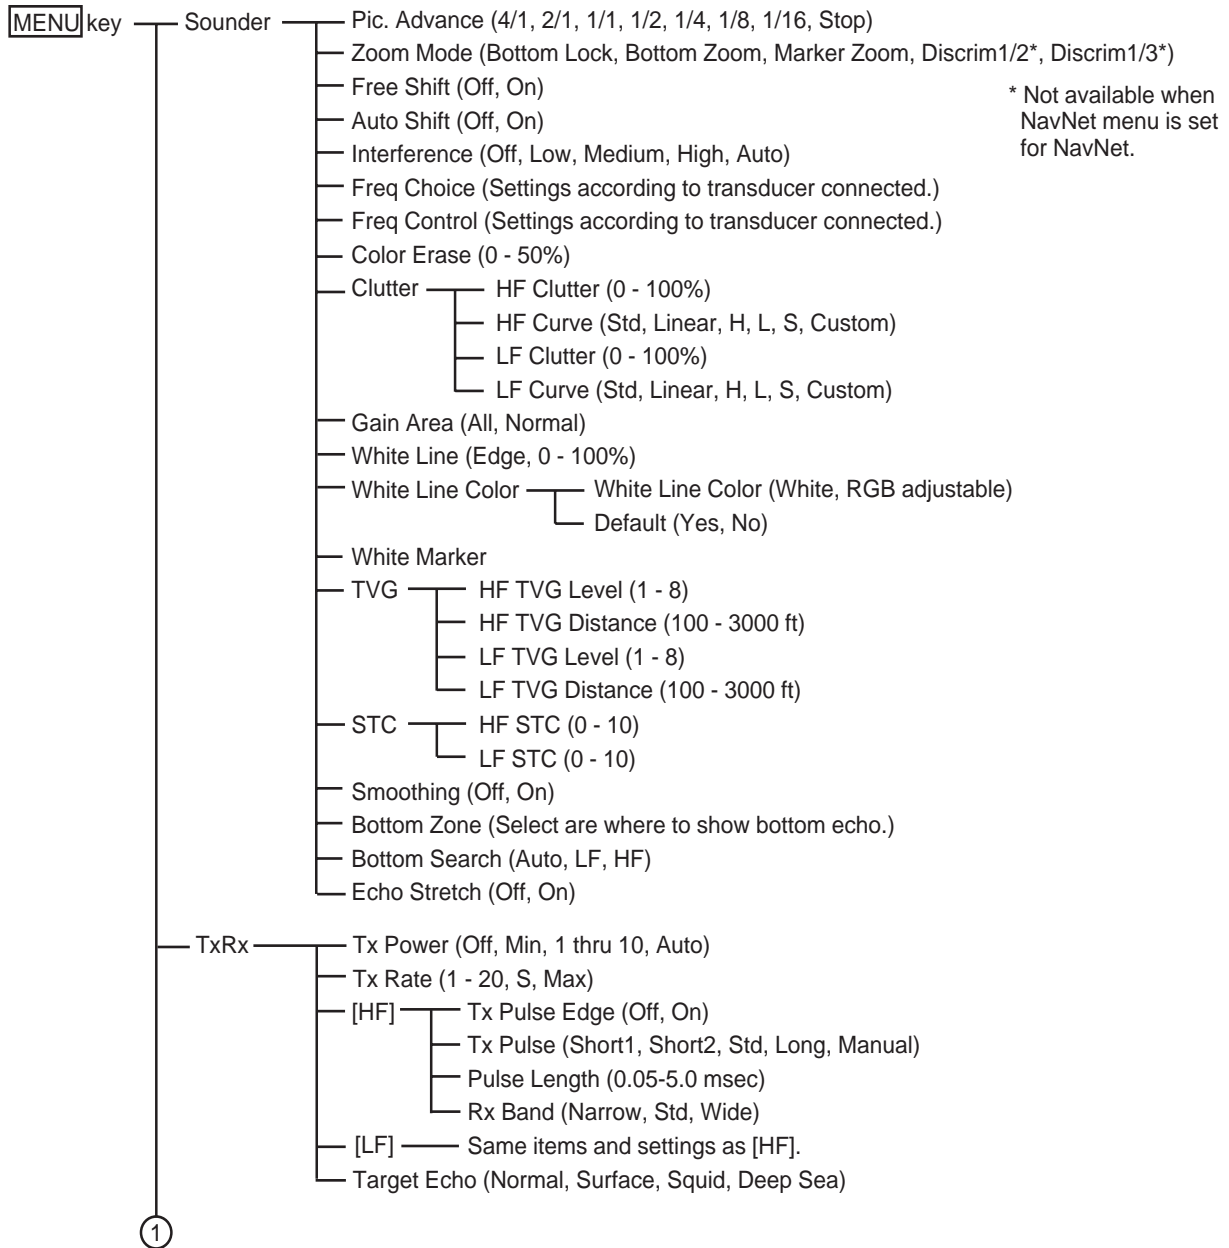 MENU key
Sounder
Pic. Advance (4/1, 2/1, 1/1, 1/2, 1/4, 1/8, 1/16, Stop)
Zoom Mode (Bottom Lock, Bottom Zoom, Marker Zoom, Discrim1/2*, Discrim1/3*)
* Not available when
NavNet menu is set
for NavNet.
Free Shift (Off, On)
Auto Shift (Off, On)
Interference (Off, Low, Medium, High, Auto)
Freq Choice (Settings according to transducer connected.)
Freq Control (Settings according to transducer connected.)
Color Erase (0 - 50%)
Clutter
HF Clutter (0 - 100%)
HF Curve (Std, Linear, H, L, S, Custom)
LF Clutter (0 - 100%)
LF Curve (Std, Linear, H, L, S, Custom)
Gain Area (All, Normal)
White Line (Edge, 0 - 100%)
White Line Color
White Line Color (White, RGB adjustable)
Default (Yes, No)
White Marker
TVG
HF TVG Level (1 - 8)
HF TVG Distance (100 - 3000 ft)
LF TVG Level (1 - 8)
LF TVG Distance (100 - 3000 ft)
STC
HF STC (0 - 10)
LF STC (0 - 10)
Smoothing (Off, On)
Bottom Zone (Select are where to show bottom echo.)
Bottom Search (Auto, LF, HF)
Echo Stretch (Off, On)
TxRx
Tx Power (Off, Min, 1 thru 10, Auto)
Tx Rate (1 - 20, S, Max)
[HF]
Tx Pulse Edge (Off, On)
Tx Pulse (Short1, Short2, Std, Long, Manual)
Pulse Length (0.05-5.0 msec)
Rx Band (Narrow, Std, Wide)
[LF]
Same items and settings as [HF].
Target Echo (Normal, Surface, Squid, Deep Sea)
1